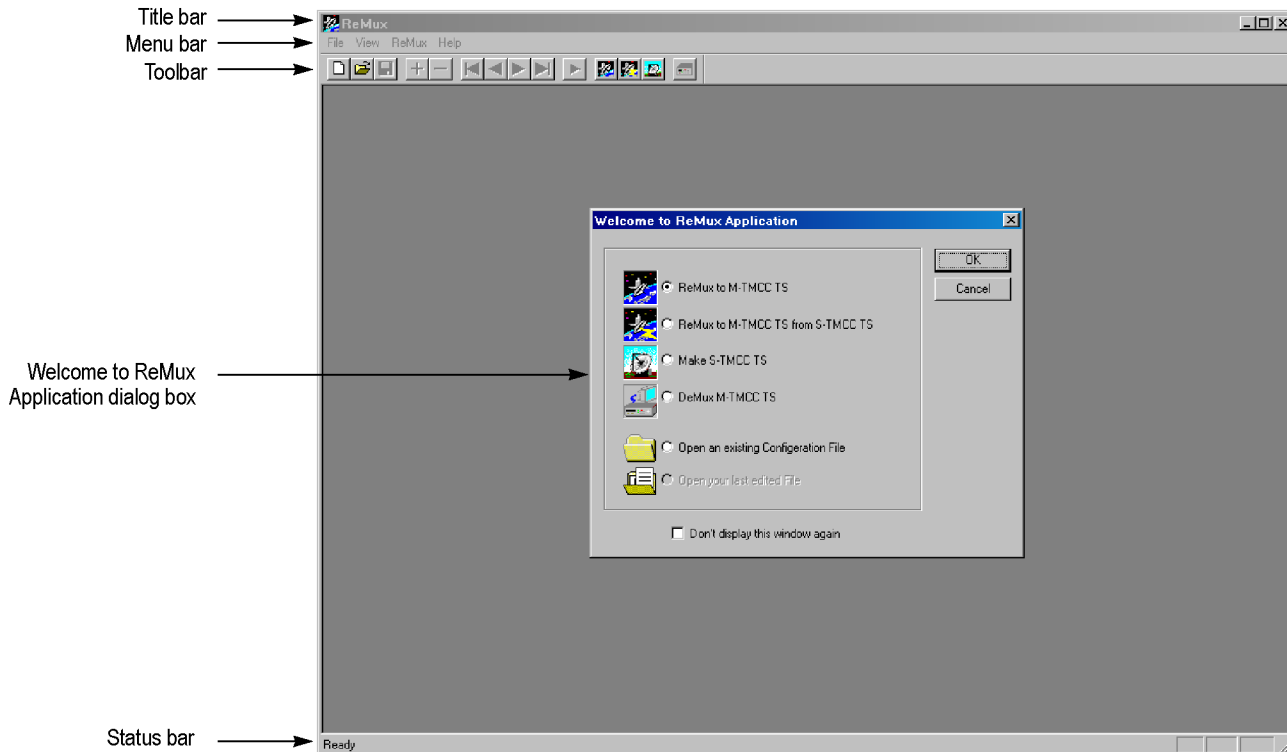 Title bar
ReMux
Menu bar
File View ReMux Help
Toolbar
Welcome to ReMux Application
OK
Cancel
ReMux to M-TMCC TS
ReMux to M-TMCC TS from S-TMCC TS
Make S-TMCC TS
DeMux M-TMCC TS
Open an existing Configeration File
Open your last edited File
Don't display this window again
Welcome to ReMux
Application dialog box
Status bar
Ready